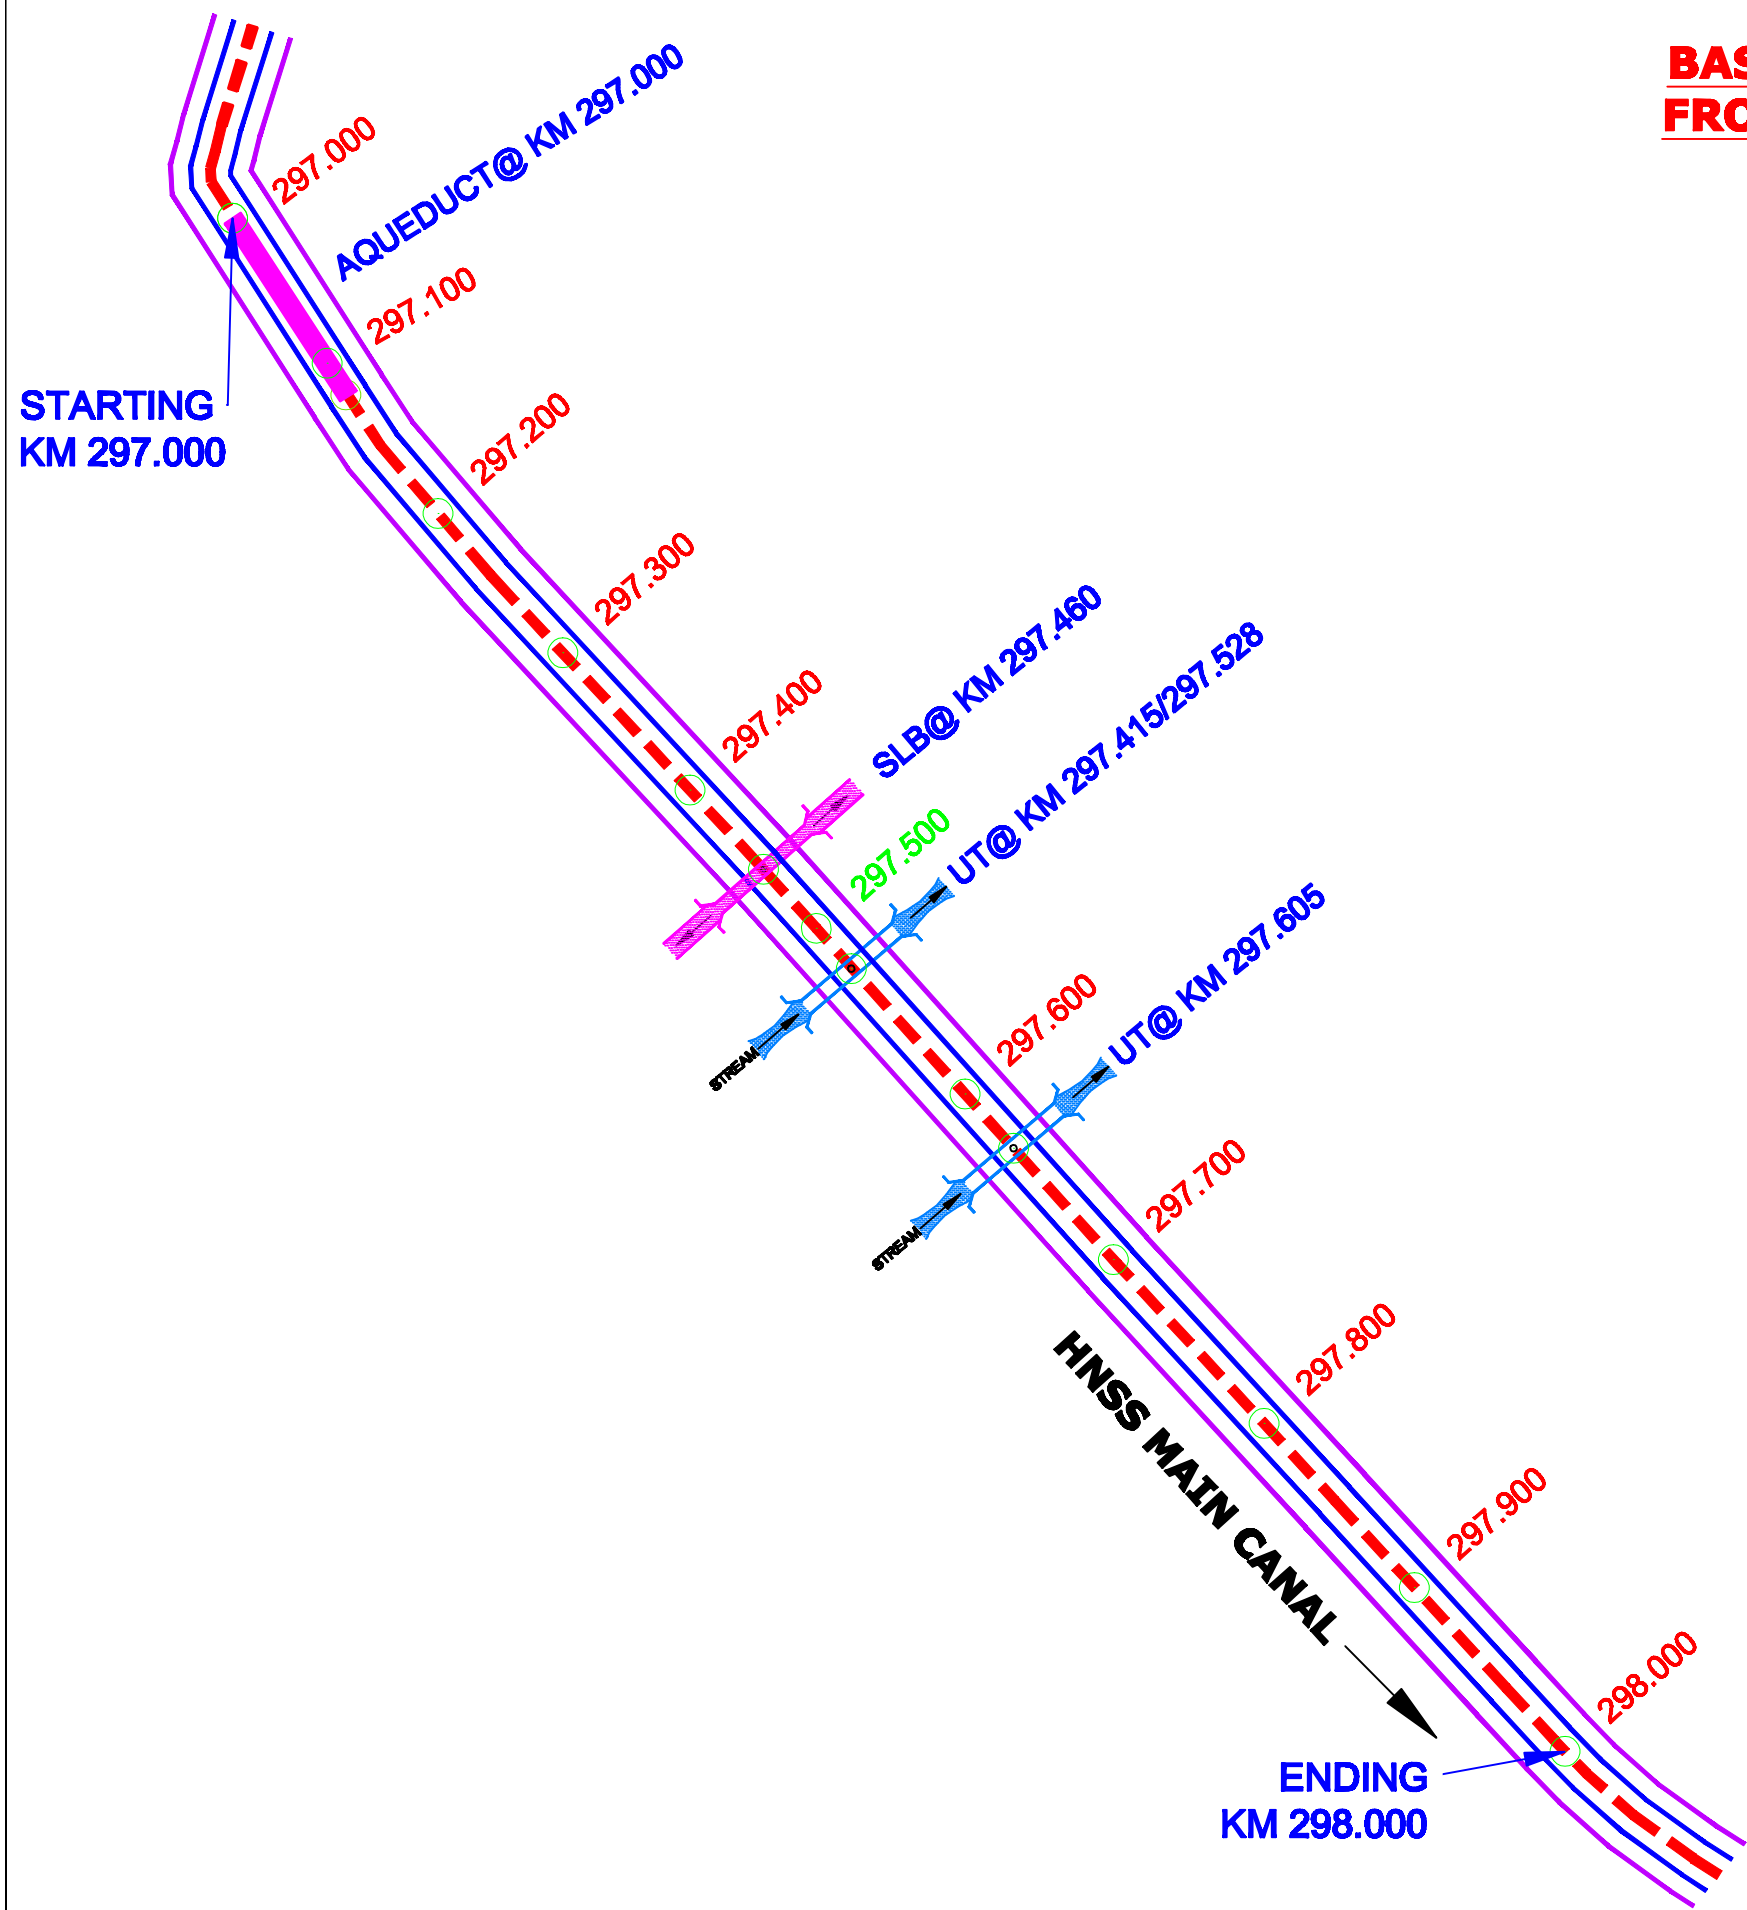 BAS
FRO
297.000
AQUEDUCT@ KM 297.000
297.100
STARTING
KM 297.000
297.200
297.300
297.400
SLB@ KM 297.460
297.500
UT@ KM 297.415/297.528
STREAM
297.600
UT@ KM 297.605
STREAM
297.700
297.800
HNSS MAIN CANAL
297.900
298.000
ENDING
KM 298.000